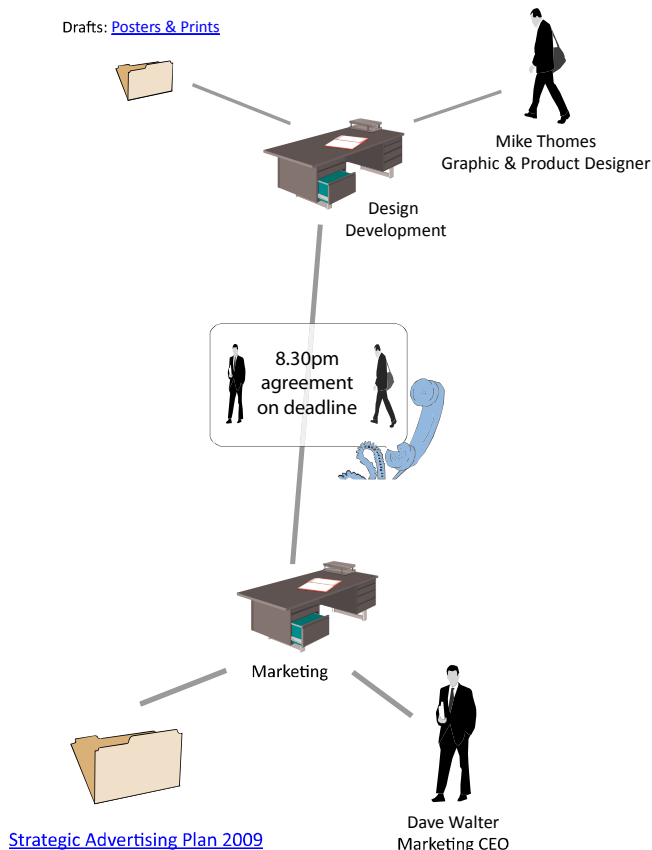 Drafts: Posters & Prints
Mike Thomes
Graphic & Product Designer
Design
Development
8.30pm
agreement
on deadline
Marketing
Dave Walter
Strategic Advertising Plan 2009
Marketing CEO